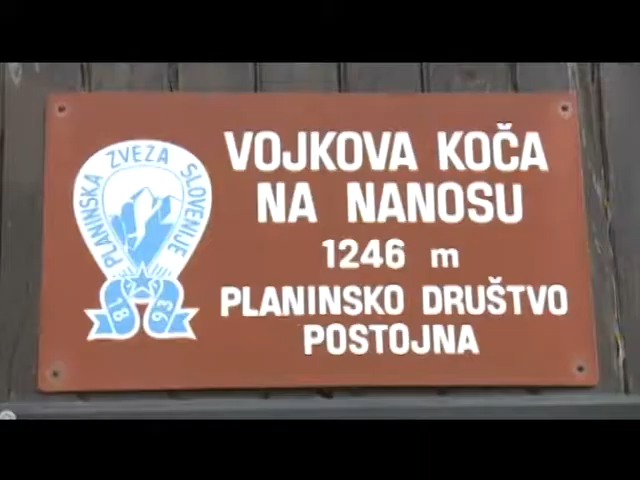 PLANINSKA ZVEZA SLOVENIJE
18 93
VOJKOVA KOČA
NA NANOSU
1246 m
PLANINSKO DRUŠTVO
POSTOJNA